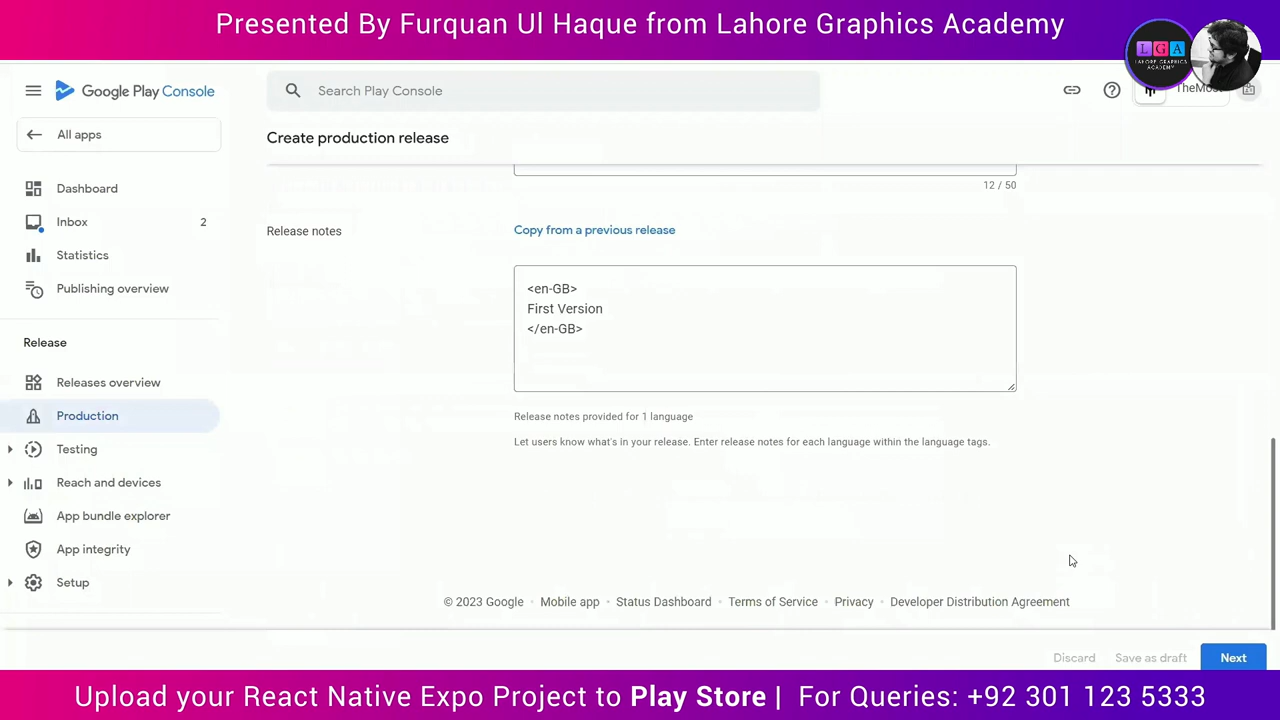 Presented By Furquan Ul Haque from Lahore Graphics Academy
LGA
LAHORE GRAPHICS
ACADEMY
Google Play Console
Search Play Console
All apps
Create production release
Dashboard
Inbox 2
Statistics
Publishing overview
Release
Releases overview
Production
Testing
Reach and devices
App bundle explorer
App integrity
Setup
12 / 50
Release notes
Copy from a previous release
<en-GB>
First Version
</en-GB>
Release notes provided for 1 language
Let users know what's in your release. Enter release notes for each language within the language tags.
© 2023 Google • Mobile app • Status Dashboard • Terms of Service • Privacy • Developer Distribution Agreement
Discard Save as draft Next
Upload your React Native Expo Project to Play Store | For Queries: +92 301 123 5333